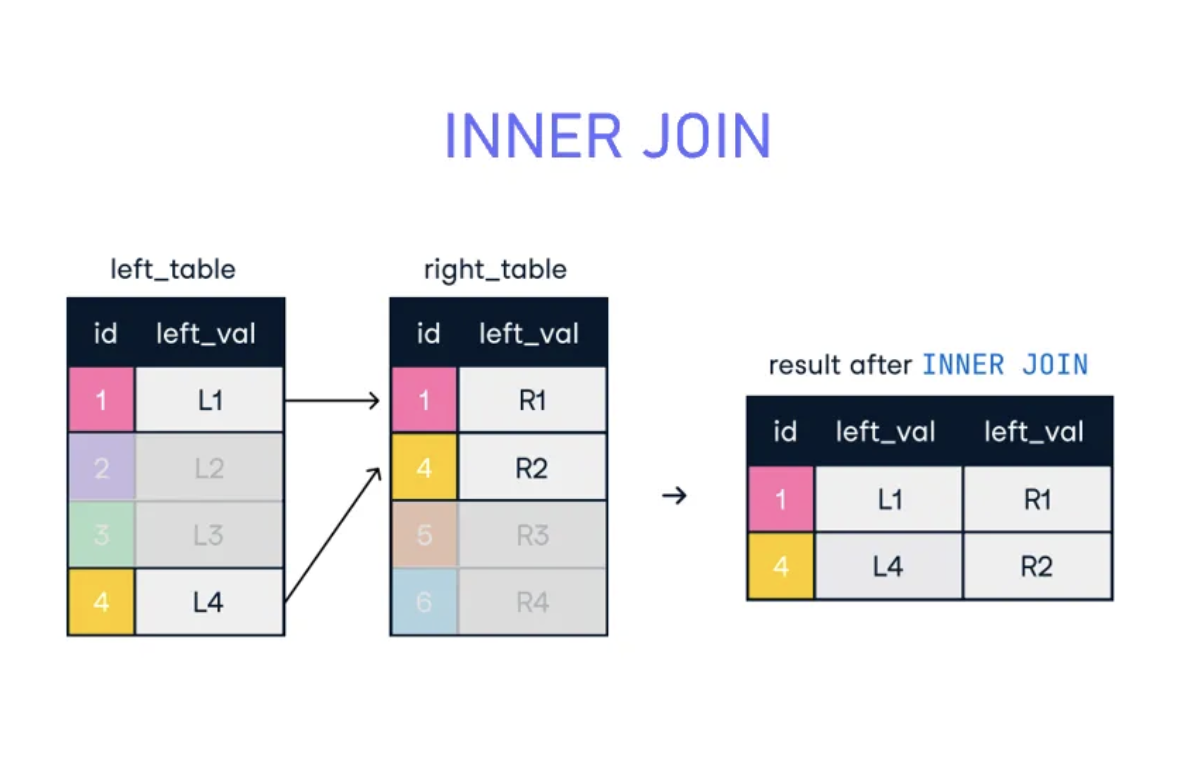 INNER JOIN
left_table
id left_val
1 L1
2 L2
3 L3
4 L4
right_table
id left_val
1 R1
4 R2
5 R3
6 R4
result after INNER JOIN
id left_val left_val
1 L1 R1
4 L4 R2